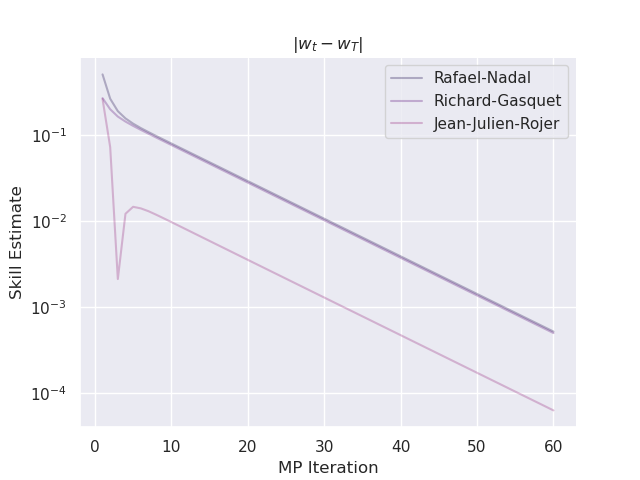 |w_t − w_T|
Rafael-Nadal
Richard-Gasquet
Jean-Julien-Rojer
Skill Estimate
10⁻¹
10⁻²
10⁻³
10⁻⁴
0 10 20 30 40 50 60
MP Iteration